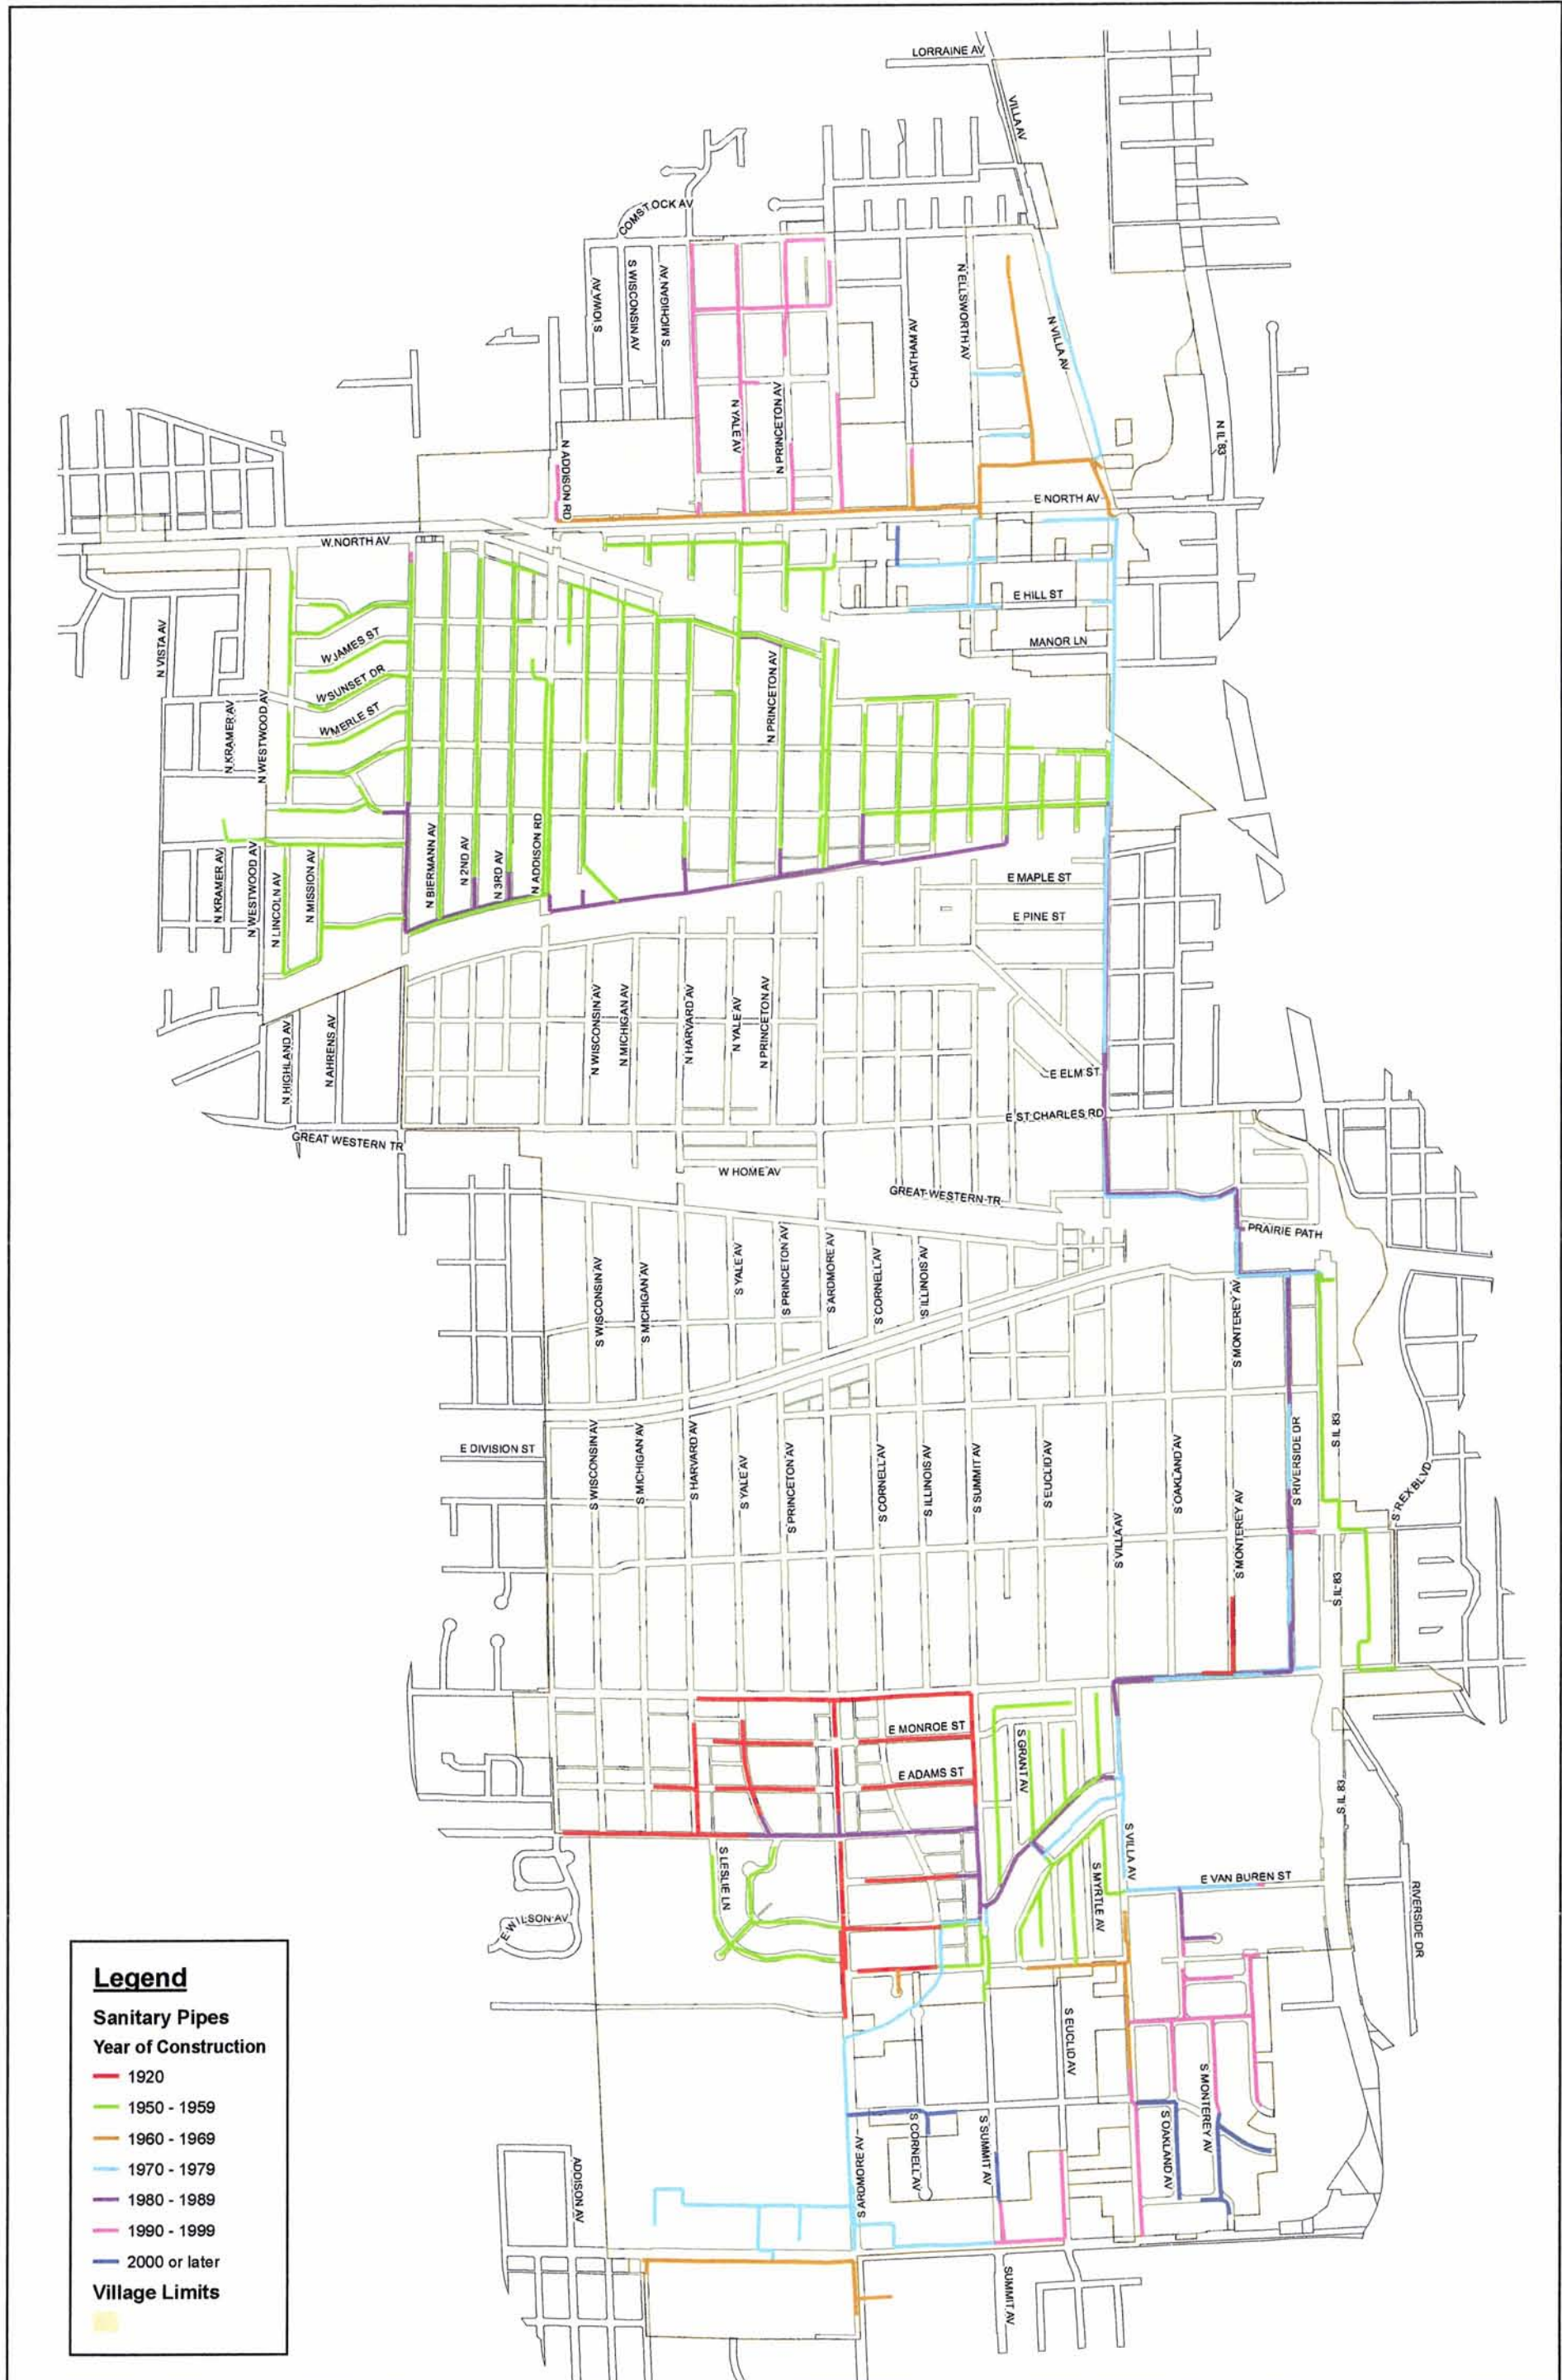 LORRAINE AV
VILLA AV
COMSTOCK AV
S IOWA AV
S WISCONSIN AV
S MICHIGAN AV
CHATHAM AV
N ELLSWORTH AV
N VILLA AV
N YALE AV
N PRINCETON AV
N ADDISON RD
N IL 83
E NORTH AV
W NORTH AV
E HILL ST
MANOR LN
N VISTA AV
W JAMES ST
W SUNSET DR
W MERLE ST
N KRAMER AV
N WESTWOOD AV
N PRINCETON AV
N KRAMER AV
N WESTWOOD AV
N LINCOLN AV
N MISSION AV
N BIERMANN AV
N 2ND AV
N 3RD AV
N ADDISON RD
E MAPLE ST
E PINE ST
N HIGHLAND AV
N AHRENS AV
N WISCONSIN AV
N MICHIGAN AV
N HARVARD AV
N YALE AV
N PRINCETON AV
E ELM ST
E ST CHARLES RD
GREAT WESTERN TR
W HOME AV
GREAT WESTERN TR
PRAIRIE PATH
S WISCONSIN AV
S MICHIGAN AV
S YALE AV
S PRINCETON AV
S ARDMORE AV
S CORNELL AV
S ILLINOIS AV
S MONTEREY AV
E DIVISION ST
S WISCONSIN AV
S MICHIGAN AV
S HARVARD AV
S YALE AV
S PRINCETON AV
S CORNELL AV
S ILLINOIS AV
S SUMMIT AV
S EUCLID AV
S VILLA AV
S OAKLAND AV
S MONTEREY AV
S RIVERSIDE DR
S IL 83
S REX BLVD
S IL 83
E MONROE ST
E ADAMS ST
S GRANT AV
S IL 83
S LESLIE LN
S MYRTLE AV
S VILLA AV
E VAN BUREN ST
RIVERSIDE DR
E WILSON AV
S EUCLID AV
S MONTEREY AV
S OAKLAND AV
S CORNELL AV
S SUMMIT AV
S ARDMORE AV
ADDISON AV
SUMMIT AV
Legend
Sanitary Pipes
Year of Construction
1920
1950 - 1959
1960 - 1969
1970 - 1979
1980 - 1989
1990 - 1999
2000 or later
Village Limits